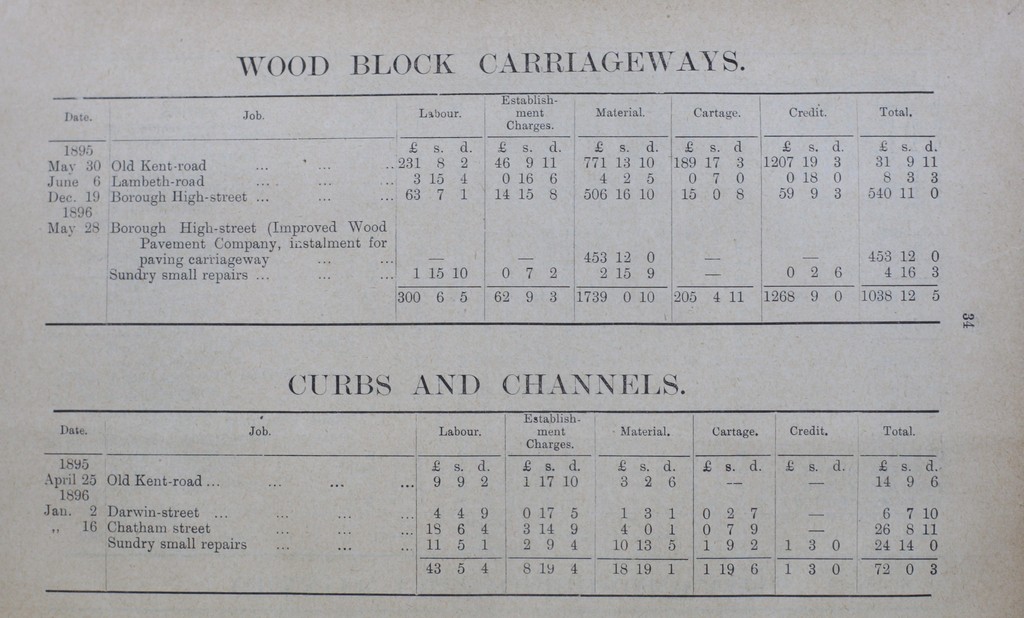 WOOD BLOCK CARRIAGEWAYS.
Date. Job. Labour. Establish-ment Charges. Material. Cartage. Credit. Total.
1895 £ s. d. £ s. d. £ s. d. £ s. d £ s. d. £ s. d.
May 30 Old Kent-road ... ... ... 231 8 2 46 9 11 771 13 10 189 17 3 1207 19 3 31 9 11
June 6 Lambeth-road ... ... ... 3 15 4 0 16 6 4 2 5 0 7 0 0 18 0 8 3 3
Dec. 19 Borough High-street ... ... ... 63 7 1 14 15 8 506 16 10 15 0 8 59 9 3 540 11 0
1896
May 28 Borough High-street (Improved Wood
Pavement Company, instalment for
paving carriageway ... ... — — 453 12 0 — — 453 12 0
Sundry small repairs ... ... ... 1 15 10 0 7 2 2 15 9 — 0 2 6 4 16 3
300 6 5 62 9 3 1739 0 10 205 4 11 1268 9 0 1038 12 5
34
CURBS AND CHANNELS.
Date. Job. Labour. Establish-ment Charges. Material. Cartage. Credit. Total.
1895 £ s. d. £ s. d. £ s. d. £ s. d. £ s. d. £ s. d.
April 25 Old Kent-road ... ... ... ... 9 9 2 1 17 10 3 2 6 — — 14 9 6
1896
Jan. 2 Darwin-street ... ... ... ... 4 4 9 0 17 5 1 3 1 0 2 7 — 6 7 10
„ 16 Chatham street ... ... ... 18 6 4 3 14 9 4 0 1 0 7 9 — 26 8 11
Sundry small repairs ... ... ... 11 5 1 2 9 4 10 13 5 1 9 2 1 3 0 24 14 0
43 5 4 8 19 4 18 19 1 1 19 6 1 3 0 72 0 3